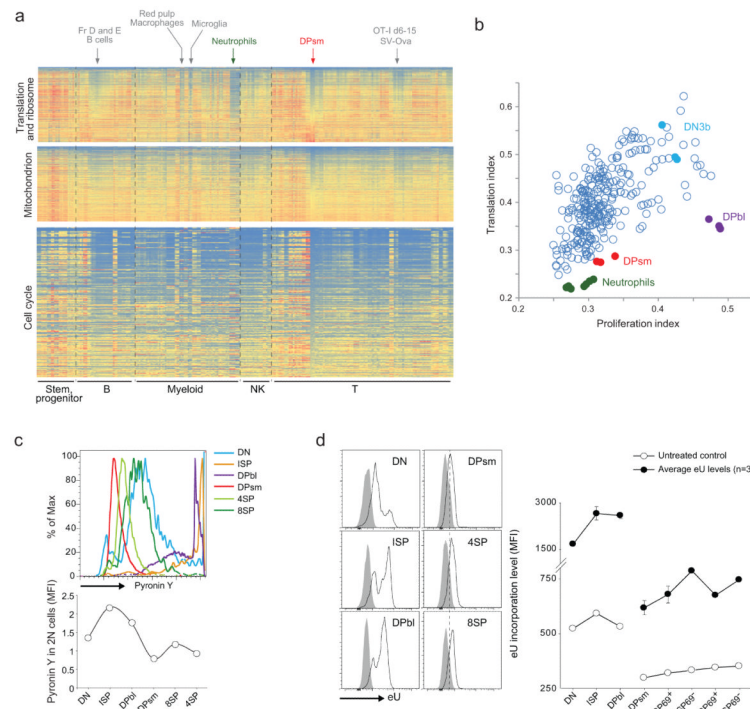 a
Fr D and E
B cells
Red pulp
Macrophages
Microglia
Neutrophils
DPsm
OT-I d6-15
SV-Ova
Translation
and ribosome
Mitochondrion
Cell cycle
Stem,
progenitor
B
Myeloid
NK
T
b
Translation index
0.6
0.5
0.4
0.3
0.2
DN3b
DPbl
DPsm
Neutrophils
0.2
0.3
0.4
0.5
Proliferation index
c
% of Max
100
80
60
40
20
0
DN
ISP
DPbl
DPsm
4SP
8SP
Pyronin Y
Pyronin Y in 2N cells (MFI)
2.5
2
1.5
1
0.5
0
DN
ISP
DPbl
DPsm
8SP
4SP
d
DN
DPsm
ISP
4SP
DPbl
8SP
eU
Untreated control
Average eU levels (n=3
eU incorporation level (MFI)
3000
1500
750
500
250
DN
ISP
DPbl
DPsm